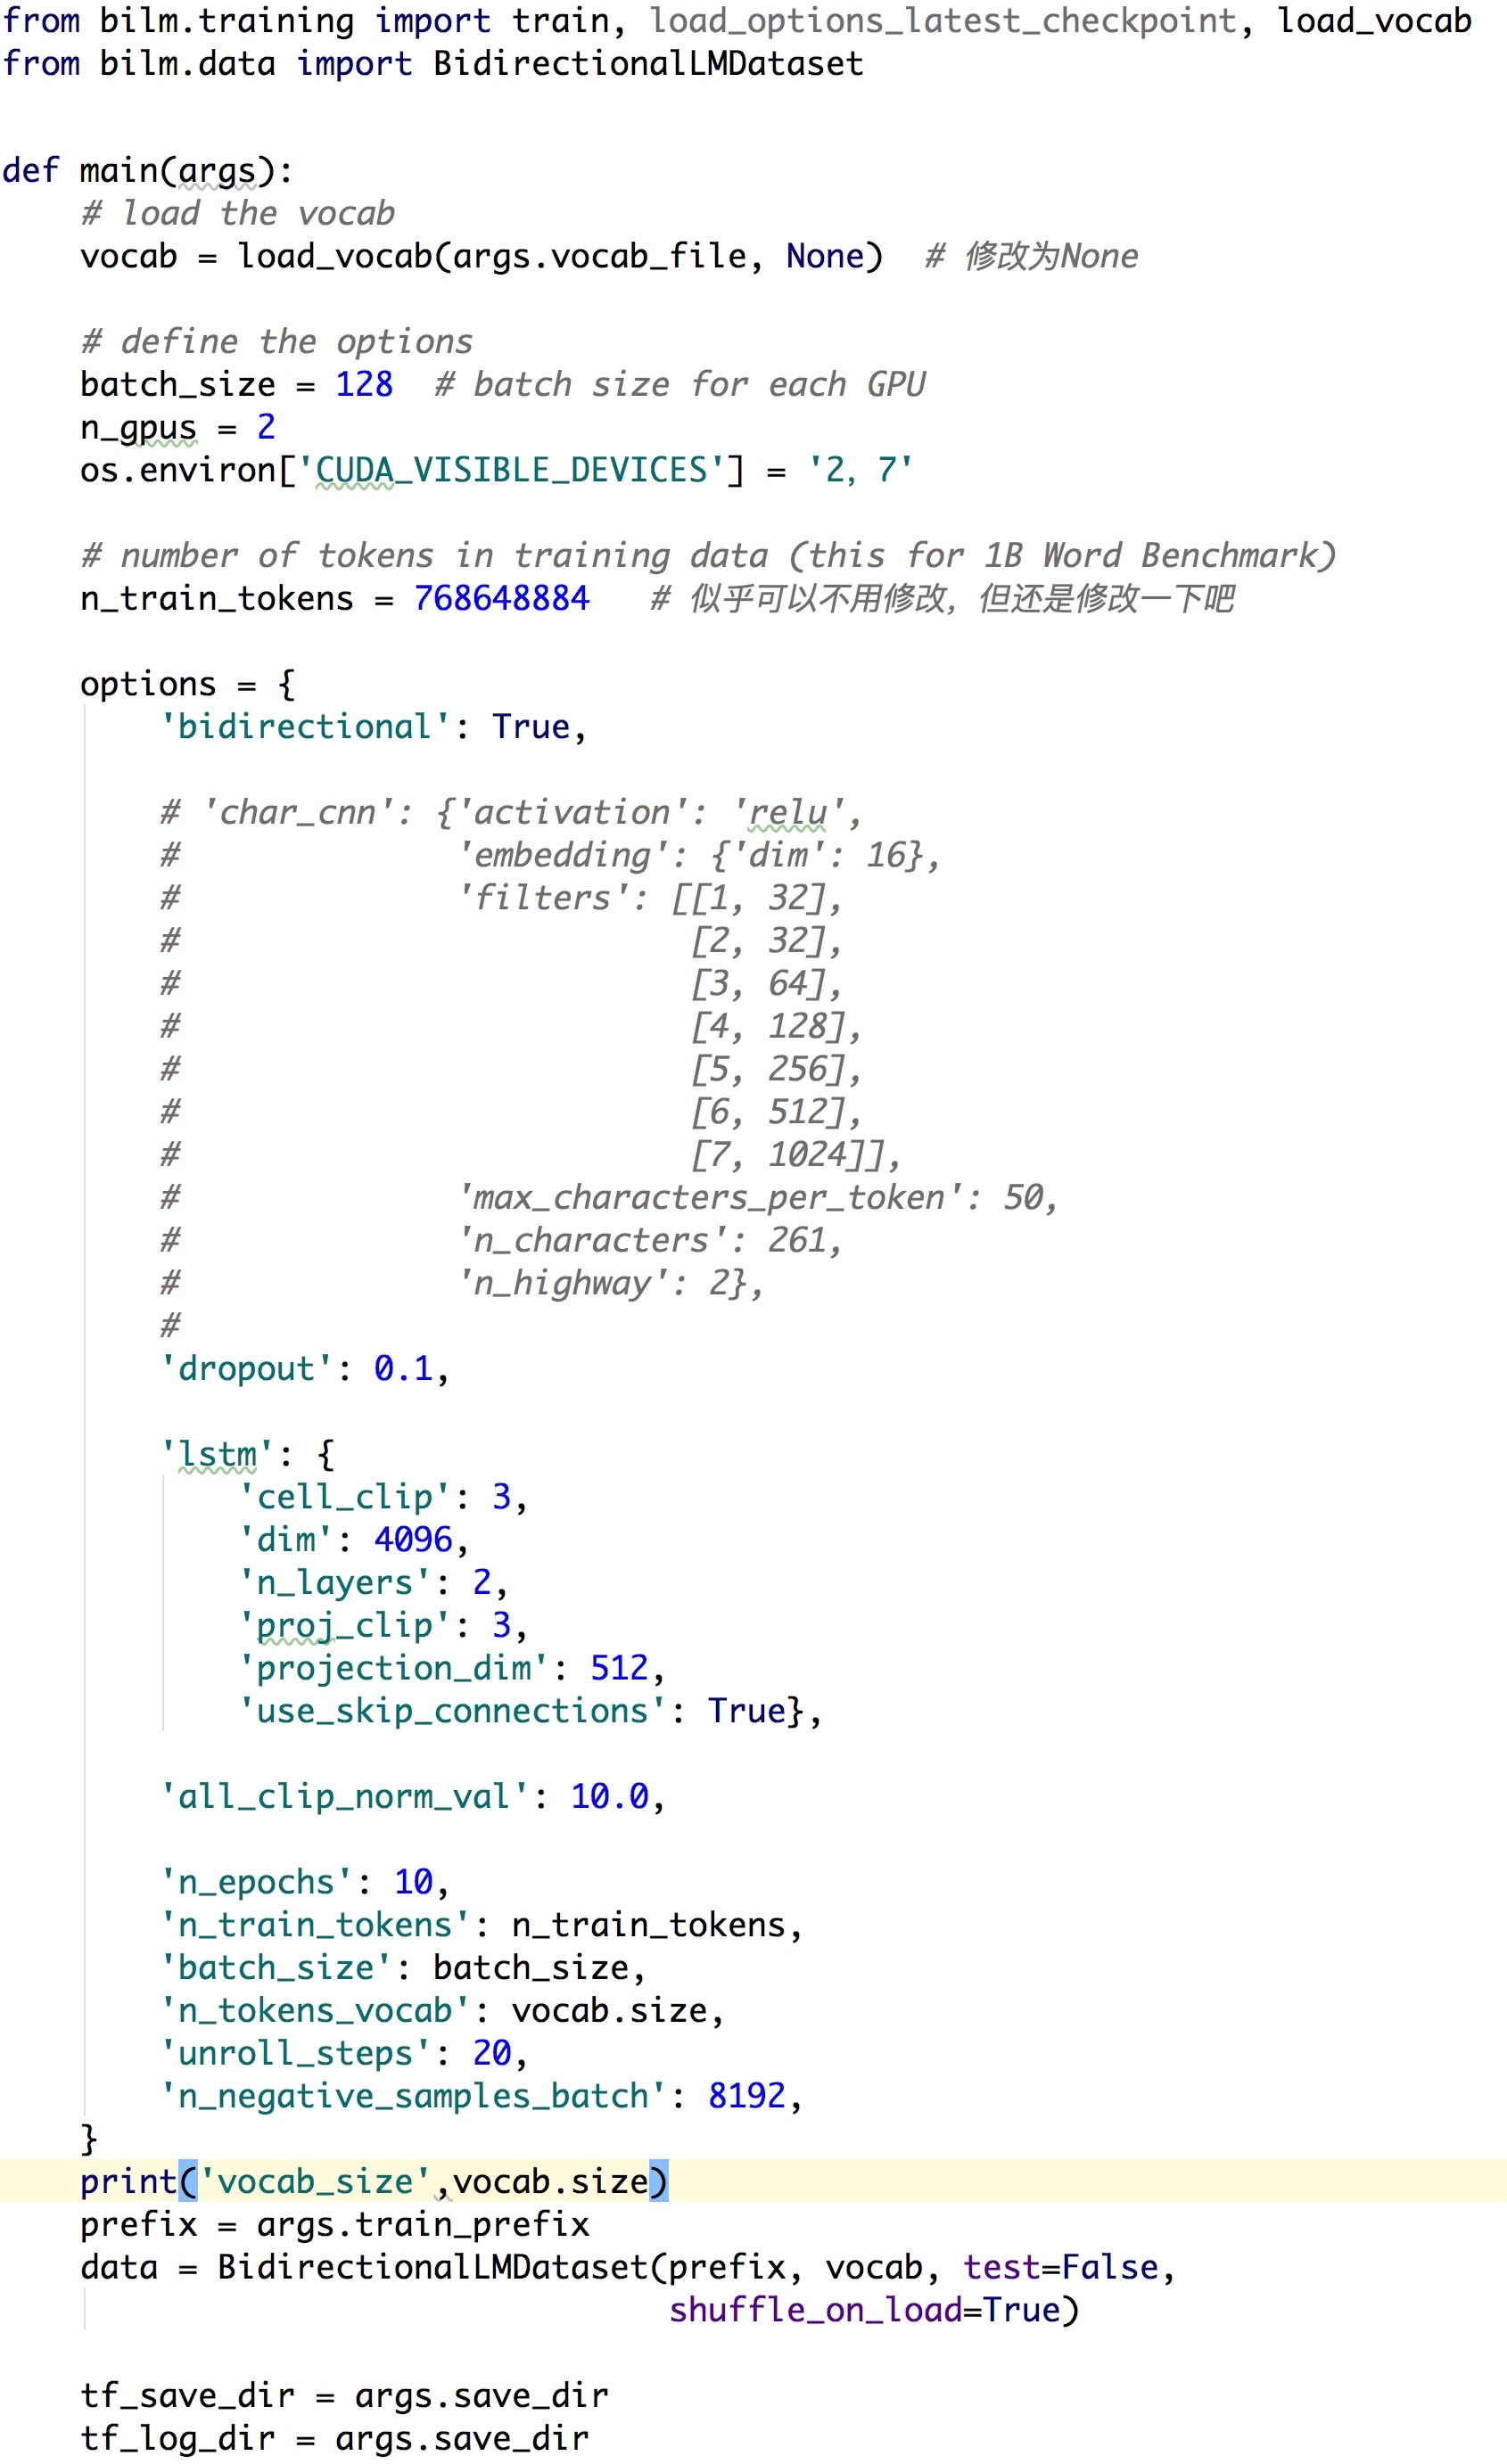 from bilm.training import train, load_options_latest_checkpoint, load_vocab
from bilm.data import BidirectionalLMDataset
def main(args):
# load the vocab
vocab = load_vocab(args.vocab_file, None)  # 修改为None
# define the options
batch_size = 128  # batch size for each GPU
n_gpus = 2
os.environ['CUDA_VISIBLE_DEVICES'] = '2, 7'
# number of tokens in training data (this for 1B Word Benchmark)
n_train_tokens = 768648884   # 似乎可以不用修改，但还是修改一下吧
options = {
'bidirectional': True,
# 'char_cnn': {'activation': 'relu',
#              'embedding': {'dim': 16},
#              'filters': [[1, 32],
#                          [2, 32],
#                          [3, 64],
#                          [4, 128],
#                          [5, 256],
#                          [6, 512],
#                          [7, 1024]],
#              'max_characters_per_token': 50,
#              'n_characters': 261,
#              'n_highway': 2},
#
'dropout': 0.1,
'lstm': {
'cell_clip': 3,
'dim': 4096,
'n_layers': 2,
'proj_clip': 3,
'projection_dim': 512,
'use_skip_connections': True},
'all_clip_norm_val': 10.0,
'n_epochs': 10,
'n_train_tokens': n_train_tokens,
'batch_size': batch_size,
'n_tokens_vocab': vocab.size,
'unroll_steps': 20,
'n_negative_samples_batch': 8192,
}
print('vocab_size',vocab.size)
prefix = args.train_prefix
data = BidirectionalLMDataset(prefix, vocab, test=False,
shuffle_on_load=True)
tf_save_dir = args.save_dir
tf_log_dir = args.save_dir